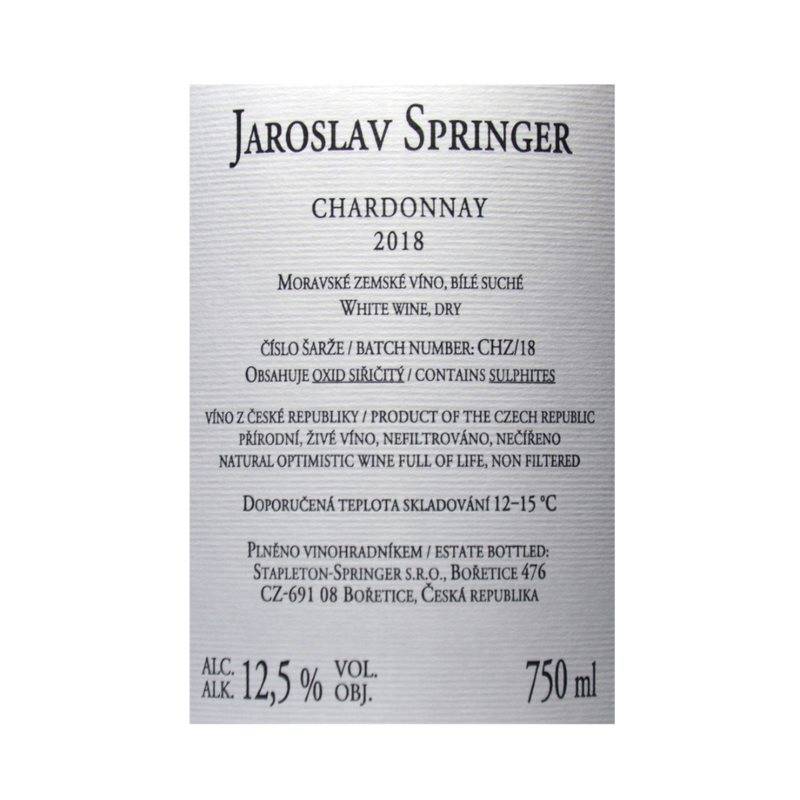 JAROSLAV SPRINGER
CHARDONNAY
2018
MORAVSKÉ ZEMSKÉ VÍNO, BÍLÉ SUCHÉ
WHITE WINE, DRY
ČÍSLO ŠARŽE / BATCH NUMBER: CHZ/18
OBSAHUJE OXID SIŘIČITÝ / CONTAINS SULPHITES
VÍNO Z ČESKÉ REPUBLIKY / PRODUCT OF THE CZECH REPUBLIC
PŘÍRODNÍ, ŽIVÉ VÍNO, NEFILTROVÁNO, NEČÍŘENO
NATURAL OPTIMISTIC WINE FULL OF LIFE, NON FILTERED
DOPORUČENÁ TEPLOTA SKLADOVÁNÍ 12–15 °C
PLNĚNO VINOHRADNÍKEM / ESTATE BOTTLED:
STAPLETON-SPRINGER S.R.O., BOŘETICE 476
CZ-691 08 BOŘETICE, ČESKÁ REPUBLIKA
ALC. ALK. 12,5 % VOL. OBJ. 750 ml